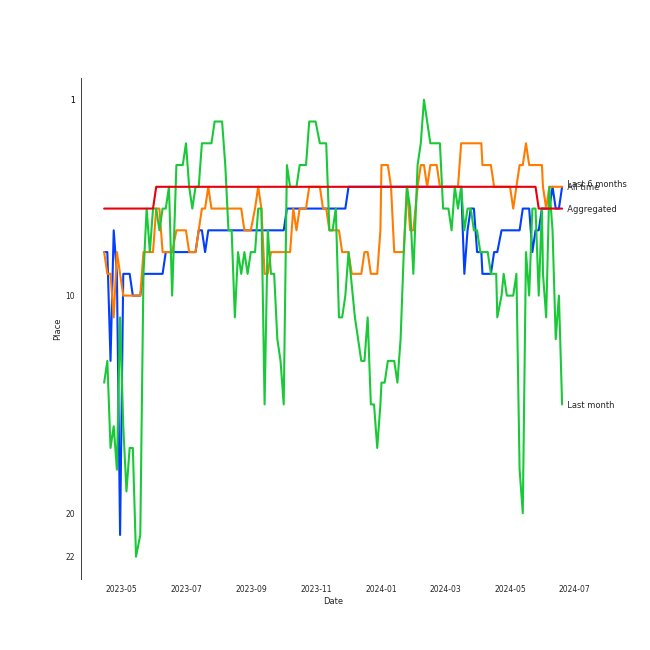 1
Last 6 months
All time
Aggregated
10
Place
Last month
20
22
2023-05 2023-07 2023-09 2023-11 2024-01 2024-03 2024-05 2024-07
Date